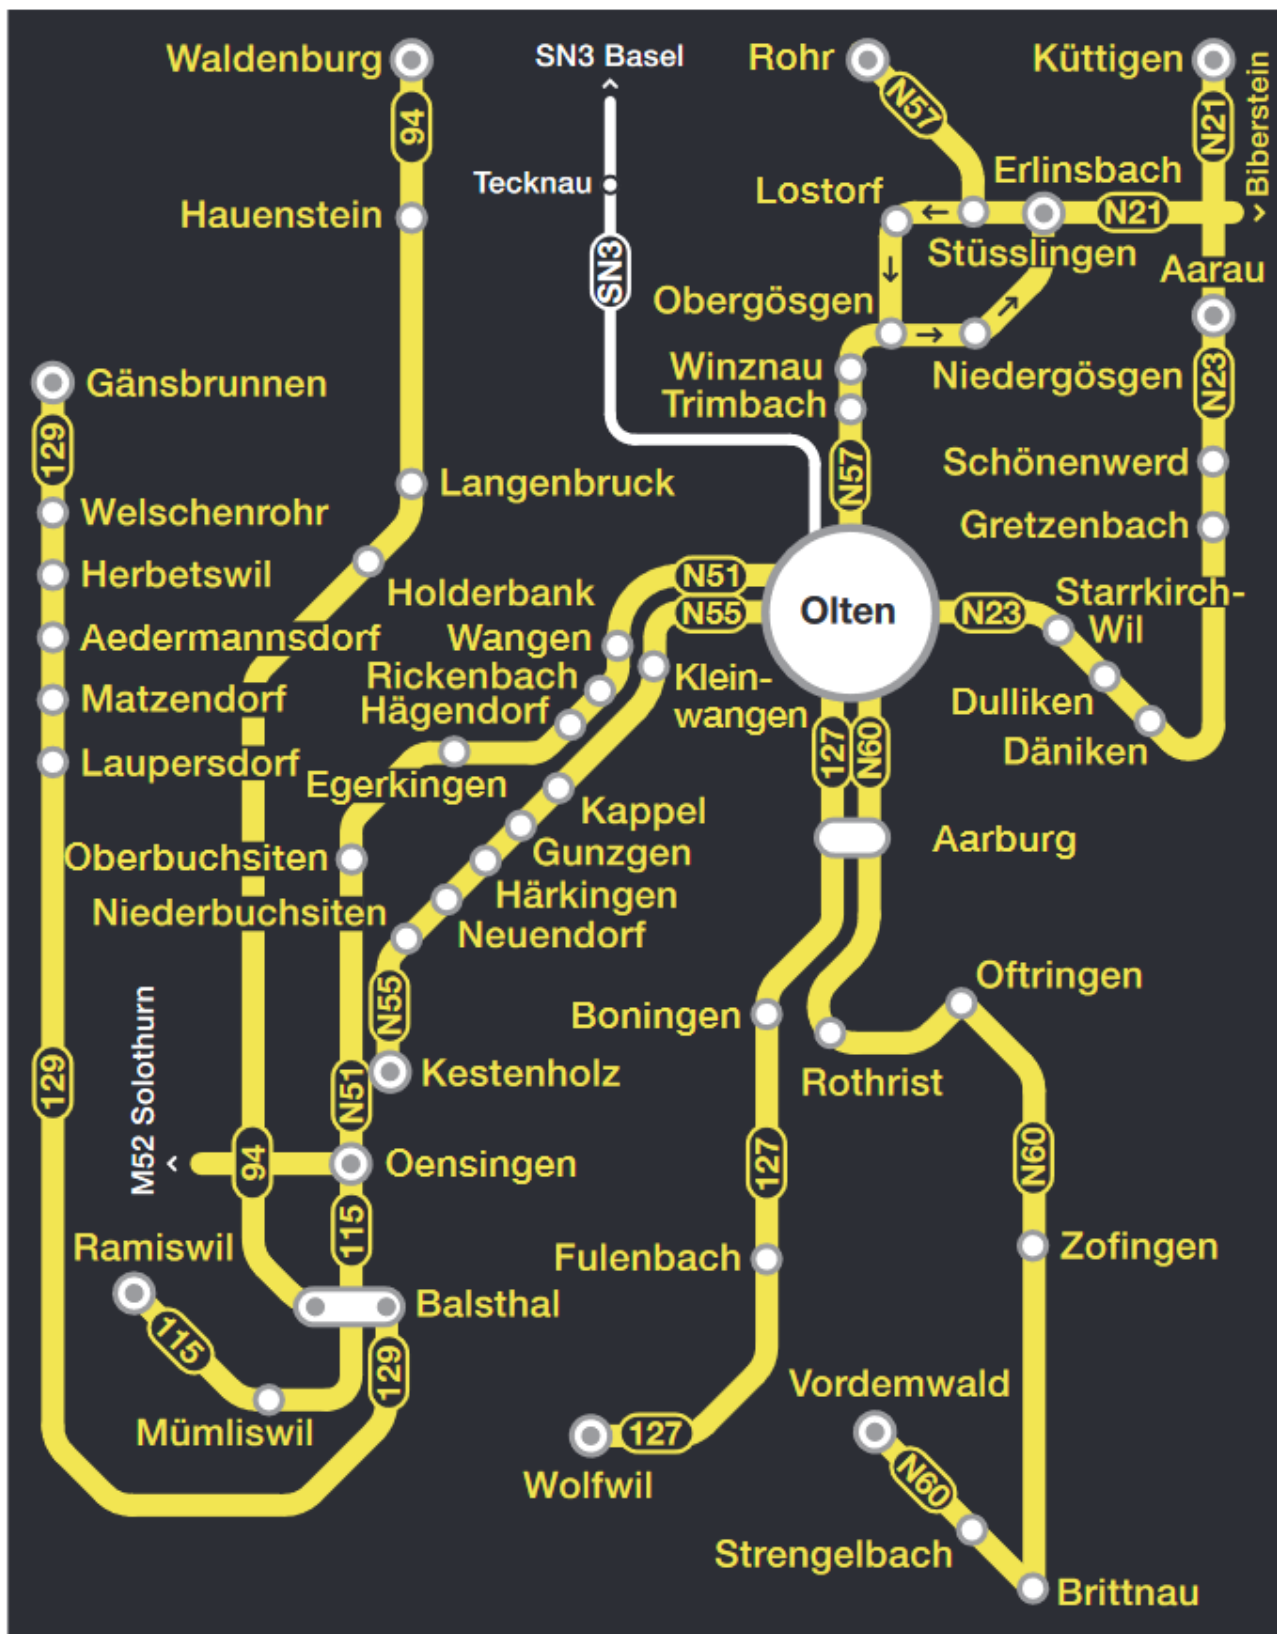 Waldenburg
SN3 Basel
Rohr
Küttigen
94
N57
N21
Biberstein
Tecknau
Erlinsbach
Lostorf
Hauenstein
N21
SN3
Stüsslingen
Aarau
Obergösgen
Winznau
Niedergösgen
N23
Gänsbrunnen
Trimbach
129
N57
Schönenwerd
Langenbruck
Welschenrohr
Gretzenbach
Herbetswil
Holderbank
N51
Olten
N23
Starrkirch-
Wil
N55
Aedermannsdorf
Wangen
Rickenbach
Klein-
wangen
Matzendorf
Hägendorf
Dulliken
127
N60
Däniken
Laupersdorf
Egerkingen
Kappel
Aarburg
Oberbuchsiten
Gunzgen
Härkingen
Niederbuchsiten
Neuendorf
Oftringen
N55
Boningen
M52 Solothurn
129
N51
Kestenholz
Rothrist
94
Oensingen
127
N60
115
Ramiswil
Fulenbach
Zofingen
Balsthal
115
129
Vordemwald
Mümliswil
127
Wolfwil
N60
Strengelbach
Brittnau